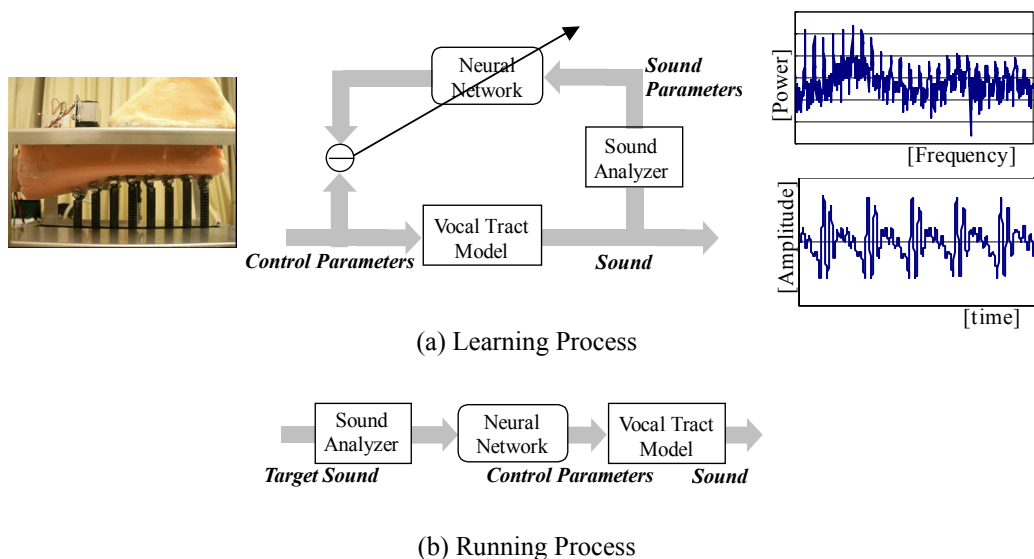 Neural
Network
Sound
Parameters
Sound
Analyzer
Vocal Tract
Model
Control Parameters
Sound
[Power]
[Frequency]
[Amplitude]
[time]
(a) Learning Process
Sound
Analyzer
Neural
Network
Vocal Tract
Model
Target Sound
Control Parameters
Sound
(b) Running Process